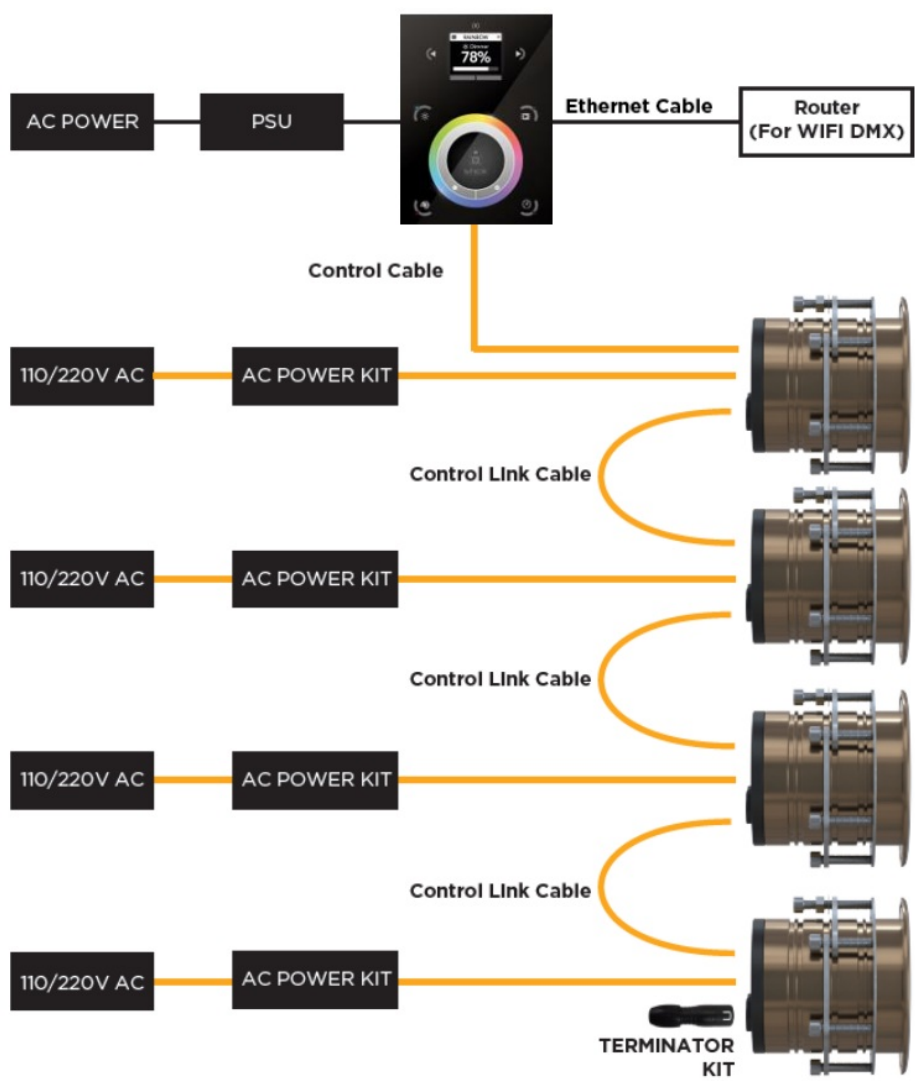 RAINBOW
Dimmer
78%
AC POWER
PSU
Ethernet Cable
Router
(For WIFI DMX)
Control Cable
110/220V AC
AC POWER KIT
Control Link Cable
110/220V AC
AC POWER KIT
Control Link Cable
110/220V AC
AC POWER KIT
Control Link Cable
110/220V AC
AC POWER KIT
TERMINATOR
KIT